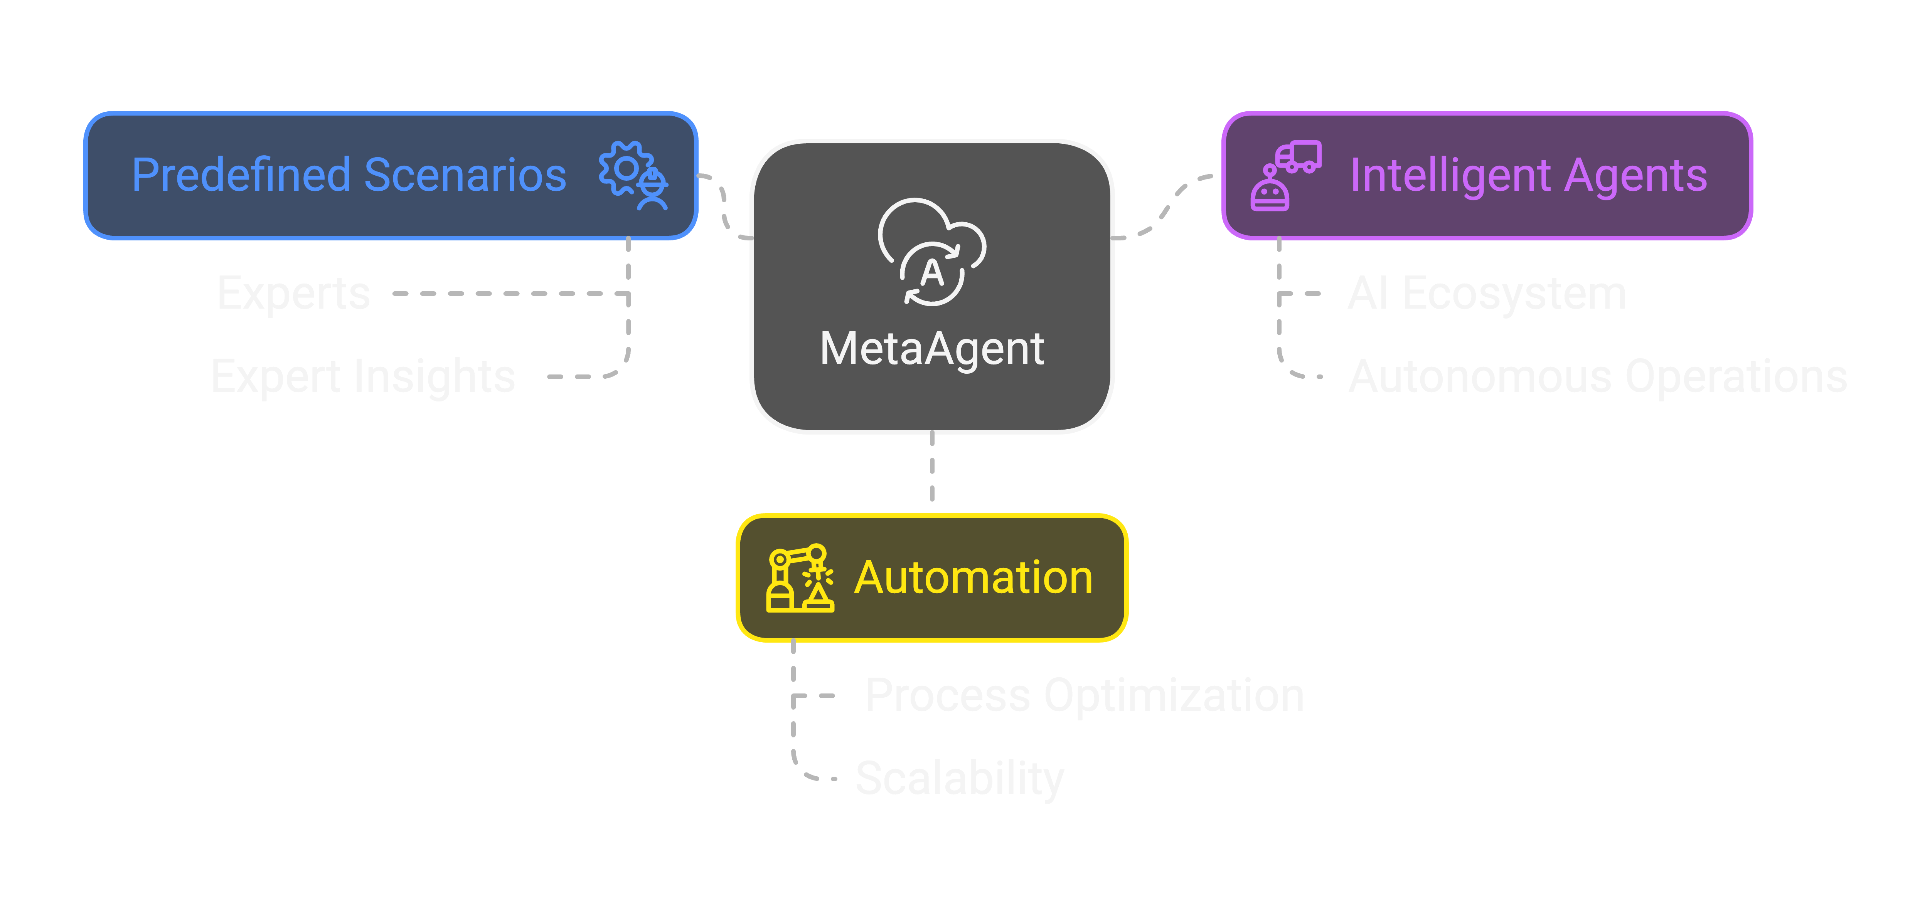 Predefined Scenarios
Experts
Expert Insights
A
MetaAgent
Intelligent Agents
AI Ecosystem
Autonomous Operations
Automation
Process Optimization
Scalability